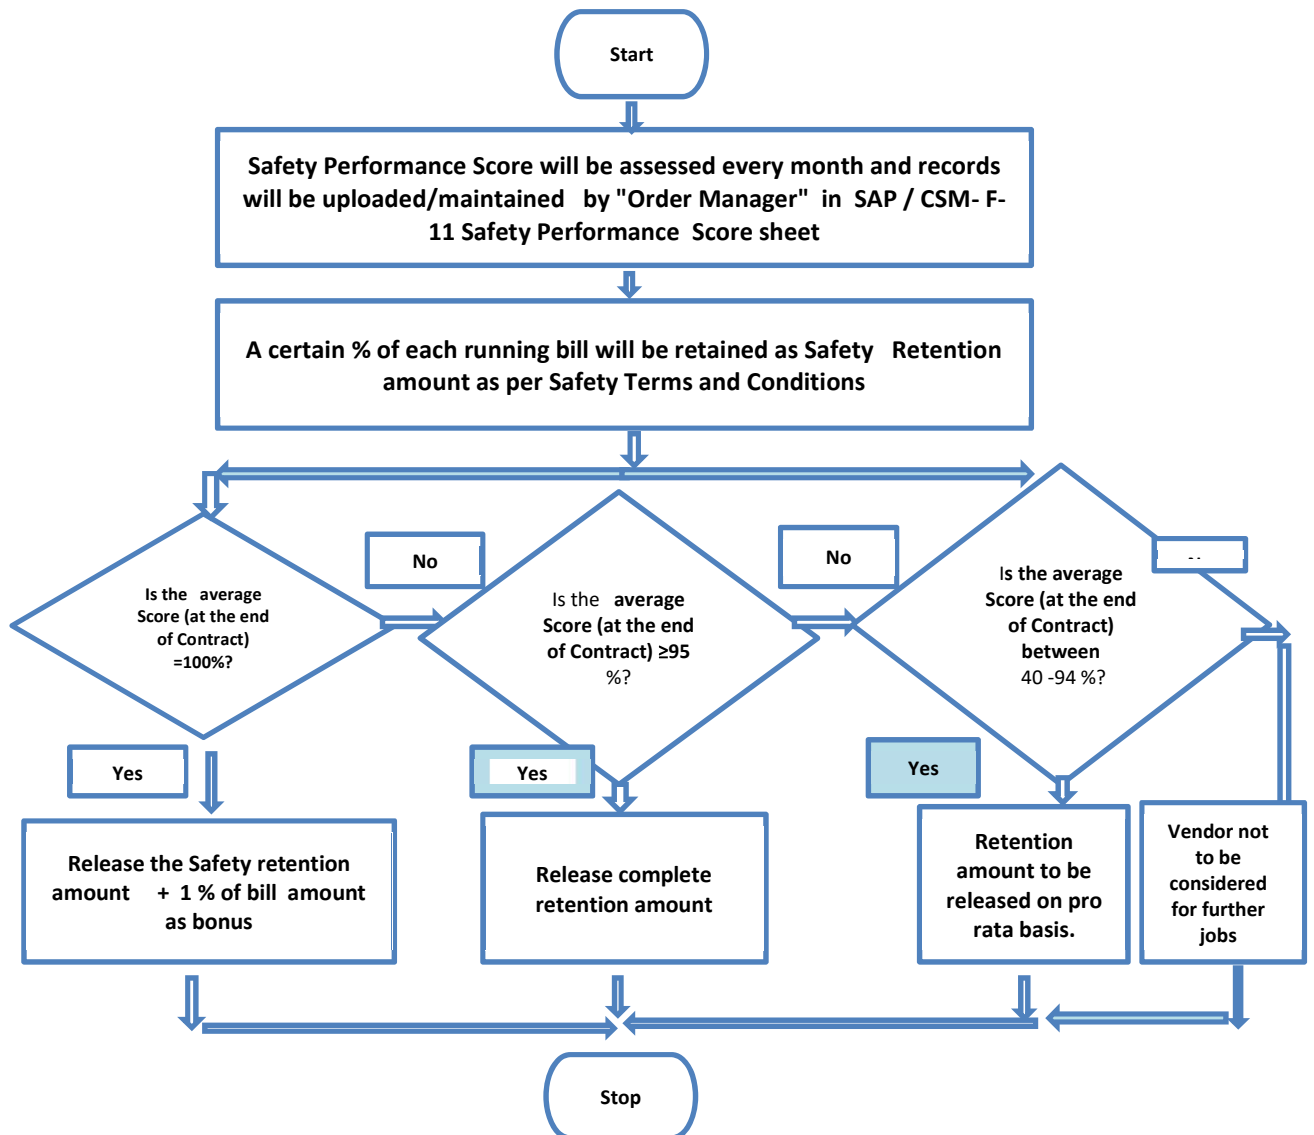 Start
Safety Performance Score will be assessed every month and records
will be uploaded/maintained by "Order Manager" in SAP / CSM- F-
11 Safety Performance Score sheet
A certain % of each running bill will be retained as Safety Retention
amount as per Safety Terms and Conditions
Is the average
Score (at the end
of Contract)
=100%?
No
Is the average
Score (at the end
of Contract) ≥95
%?
No
Is the average
Score (at the end
of Contract)
between
40 -94 %?
Yes
Yes
Yes
Release the Safety retention
amount + 1 % of bill amount
as bonus
Release complete
retention amount
Retention
amount to be
released on pro
rata basis.
Vendor not
to be
considered
for further
jobs
Stop